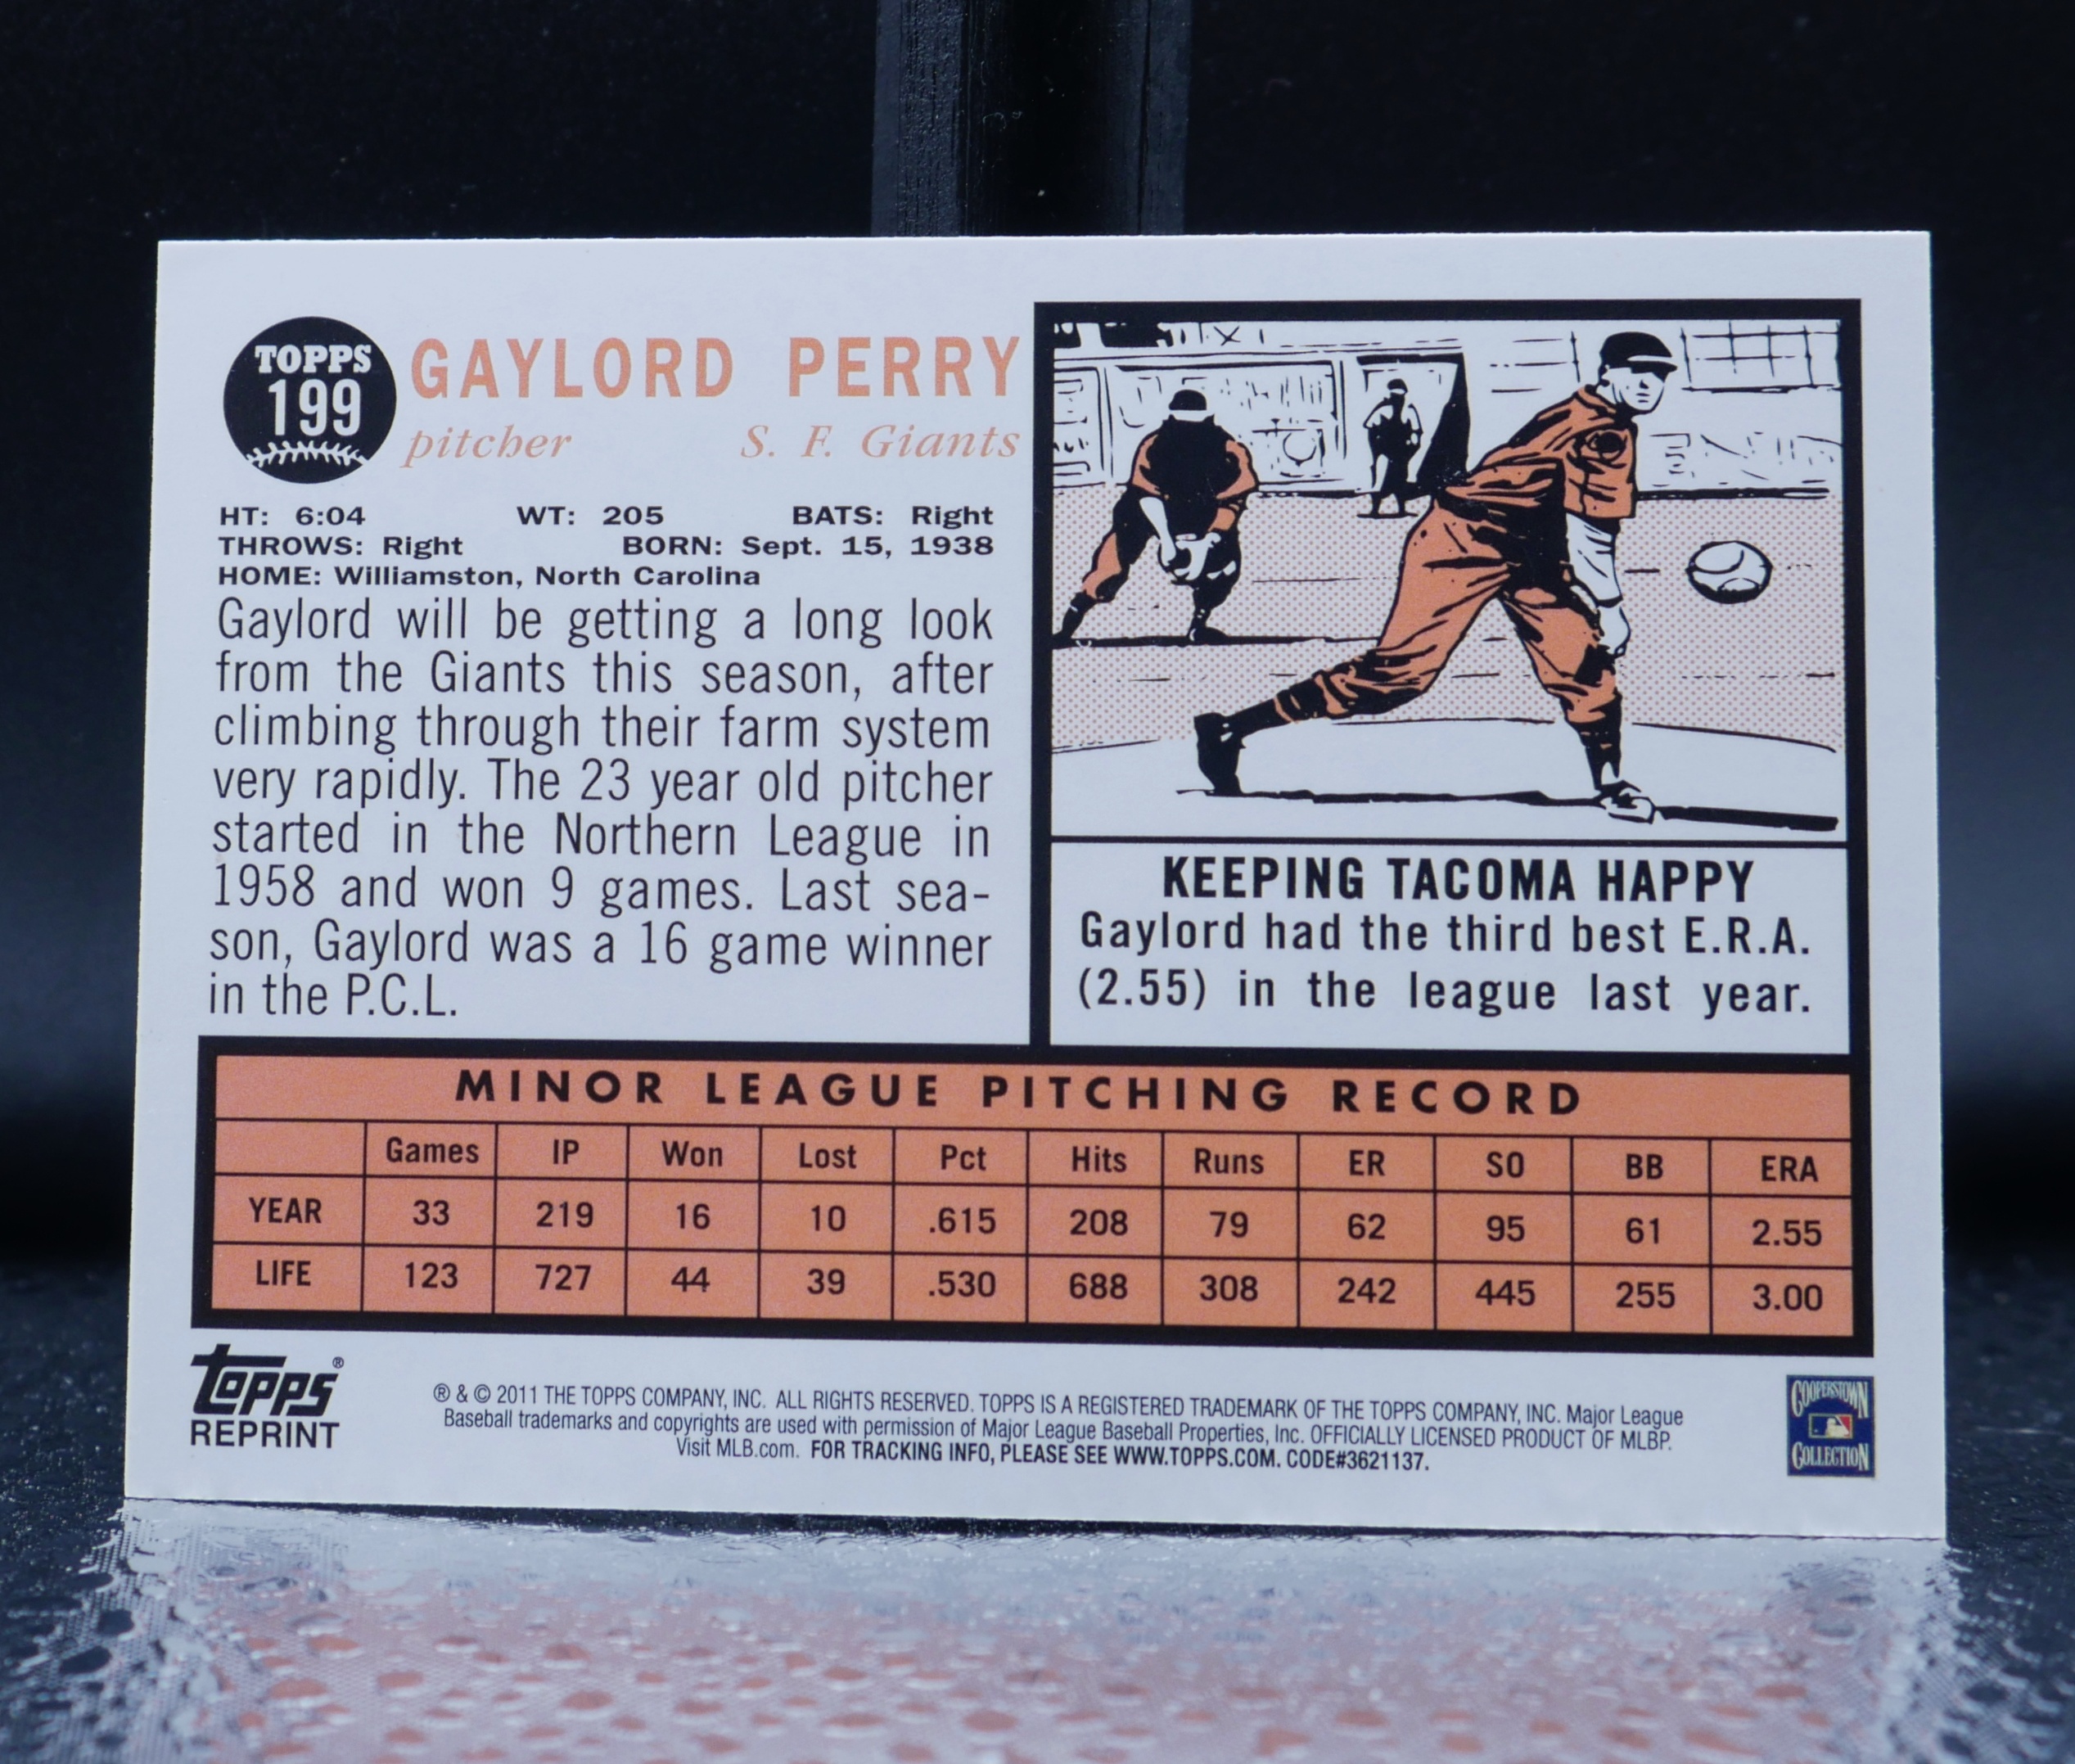 TOPPS
199
GAYLORD PERRY
pitcher S. F. Giants
HT: 6:04 WT: 205 BATS: Right
THROWS: Right BORN: Sept. 15, 1938
HOME: Williamston, North Carolina
Gaylord will be getting a long look
from the Giants this season, after
climbing through their farm system
very rapidly. The 23 year old pitcher
started in the Northern League in
1958 and won 9 games. Last sea-
son, Gaylord was a 16 game winner
in the P.C.L.
KEEPING TACOMA HAPPY
Gaylord had the third best E.R.A.
(2.55) in the league last year.
MINOR LEAGUE PITCHING RECORD
Games IP Won Lost Pct Hits Runs ER SO BB ERA
YEAR 33 219 16 10 .615 208 79 62 95 61 2.55
LIFE 123 727 44 39 .530 688 308 242 445 255 3.00
topps®
REPRINT
® & © 2011 THE TOPPS COMPANY, INC. ALL RIGHTS RESERVED. TOPPS IS A REGISTERED TRADEMARK OF THE TOPPS COMPANY, INC. Major League
Baseball trademarks and copyrights are used with permission of Major League Baseball Properties, Inc. OFFICIALLY LICENSED PRODUCT OF MLBP.
Visit MLB.com. FOR TRACKING INFO, PLEASE SEE WWW.TOPPS.COM. CODE#3621137.
COOPERSTOWN
COLLECTION